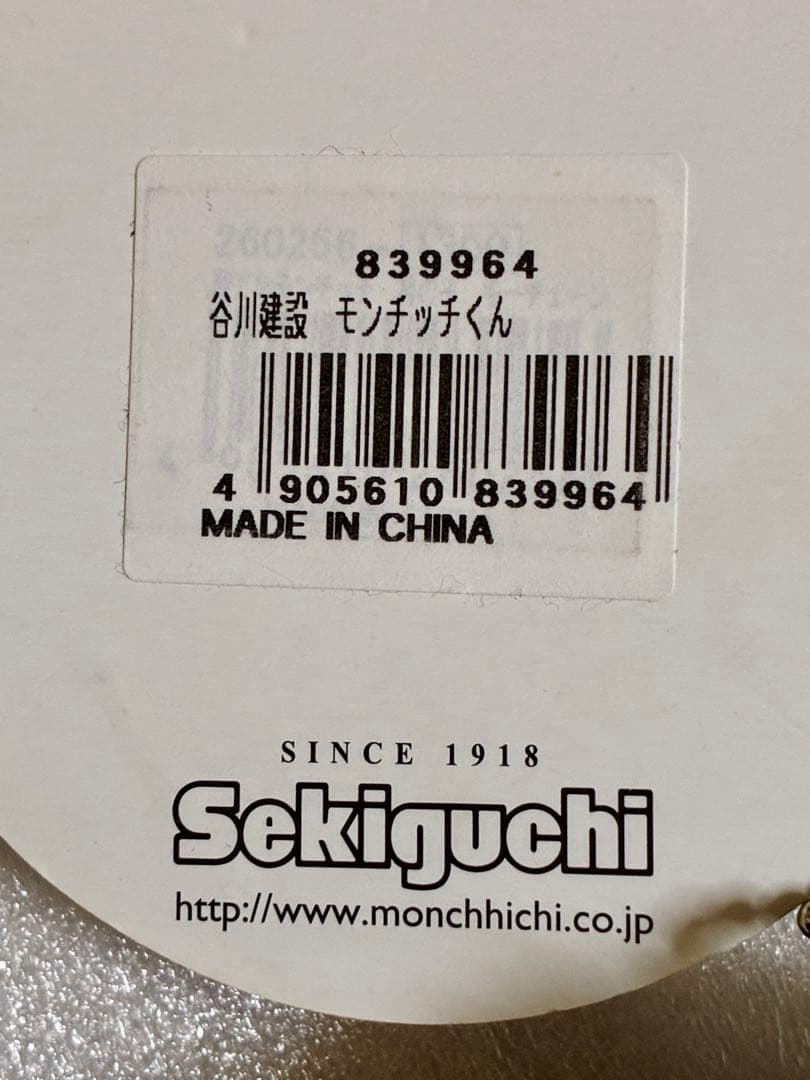 839964
谷川建設 モンチッチくん
4 905610 839964
MADE IN CHINA
SINCE 1918
Sekiguchi
http://www.monchhichi.co.jp